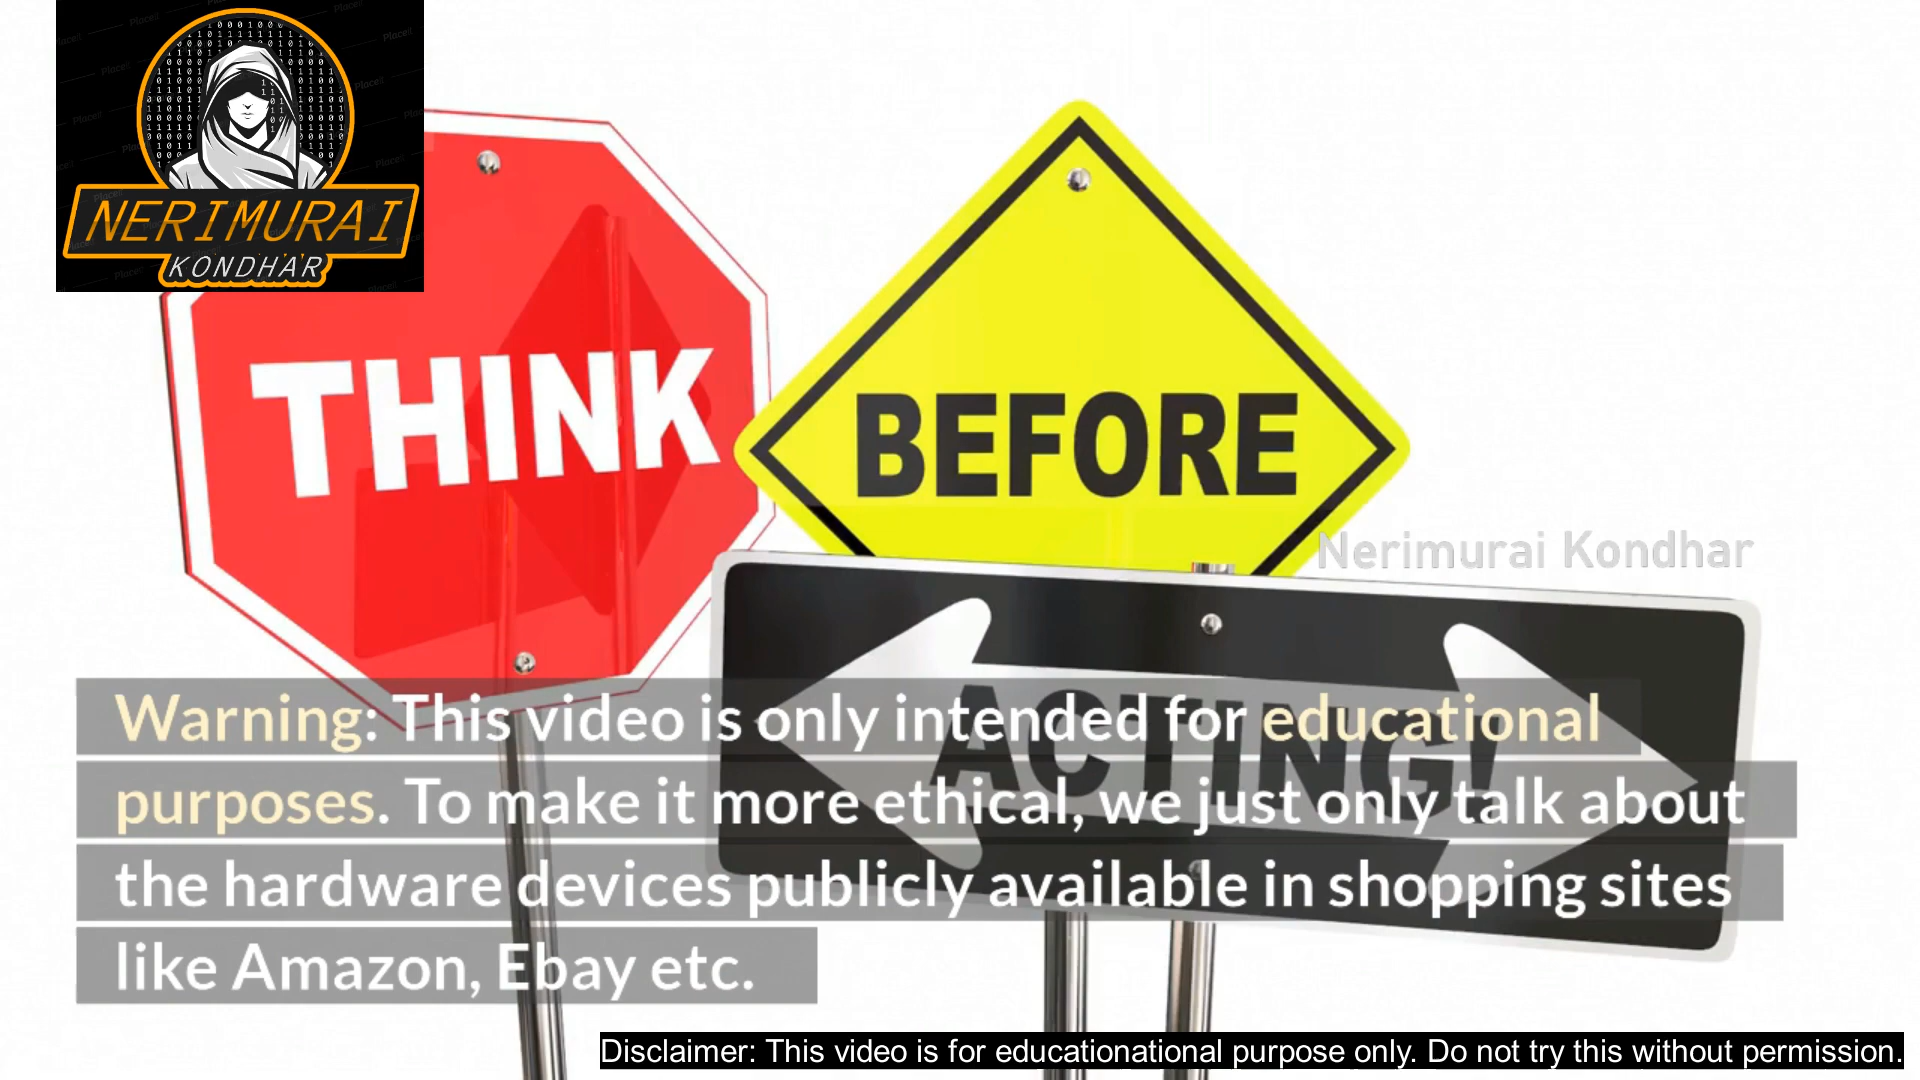 NERIMURAI
KONDHAR
THINK
BEFORE
Nerimurai Kondhar
ACTING!
Warning: This video is only intended for educational
purposes. To make it more ethical, we just only talk about
the hardware devices publicly available in shopping sites
like Amazon, Ebay etc.
Disclaimer: This video is for educationational purpose only. Do not try this without permission.